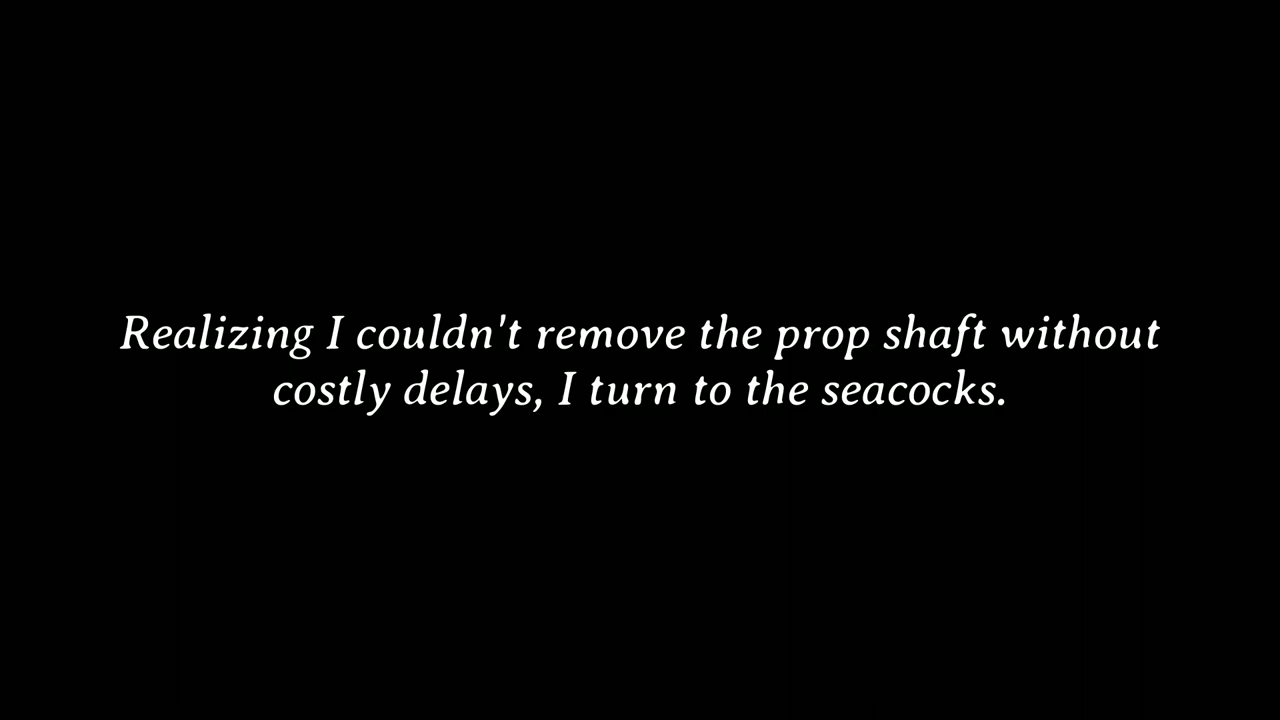 Realizing I couldn't remove the prop shaft without
costly delays, I turn to the seacocks.